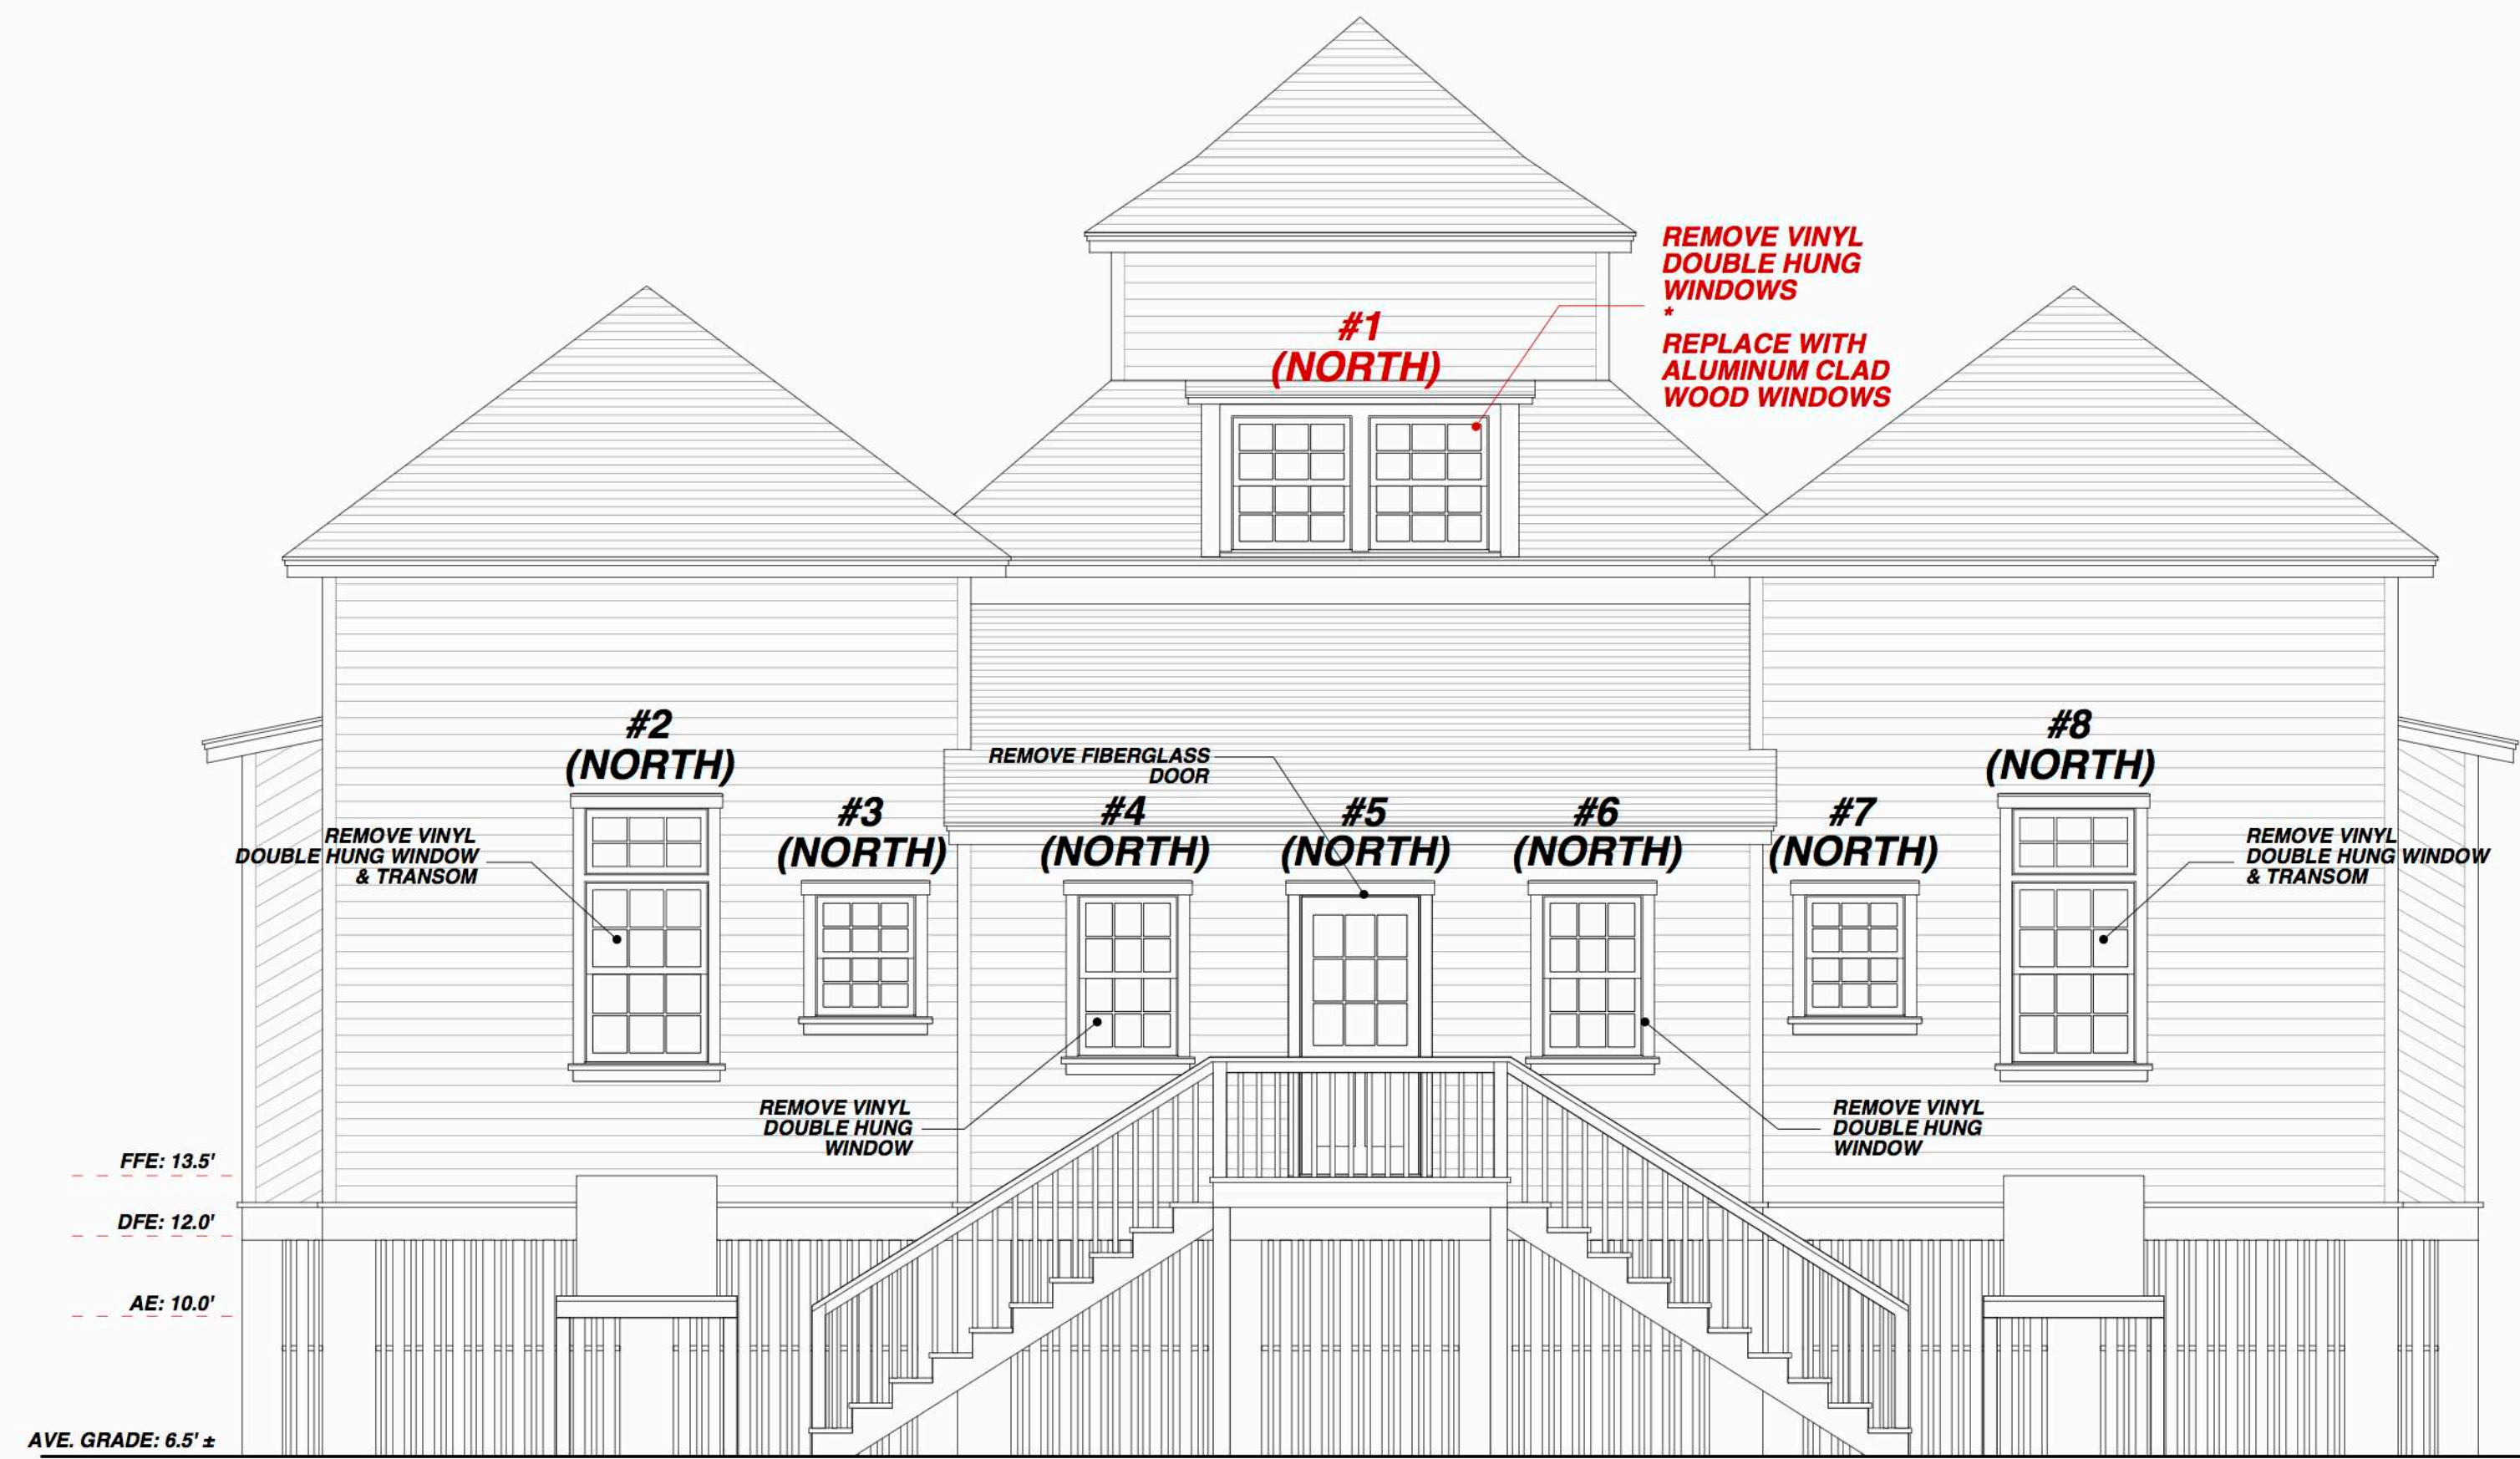 REMOVE VINYL
DOUBLE HUNG
WINDOWS
*
REPLACE WITH
ALUMINUM CLAD
WOOD WINDOWS
#1
(NORTH)
#2
(NORTH)
REMOVE VINYL
DOUBLE HUNG WINDOW
& TRANSOM
#3
(NORTH)
#4
(NORTH)
REMOVE FIBERGLASS
DOOR
#5
(NORTH)
#6
(NORTH)
#7
(NORTH)
#8
(NORTH)
REMOVE VINYL
DOUBLE HUNG WINDOW
& TRANSOM
REMOVE VINYL
DOUBLE HUNG
WINDOW
REMOVE VINYL
DOUBLE HUNG
WINDOW
FFE: 13.5'
DFE: 12.0'
AE: 10.0'
AVE. GRADE: 6.5' ±